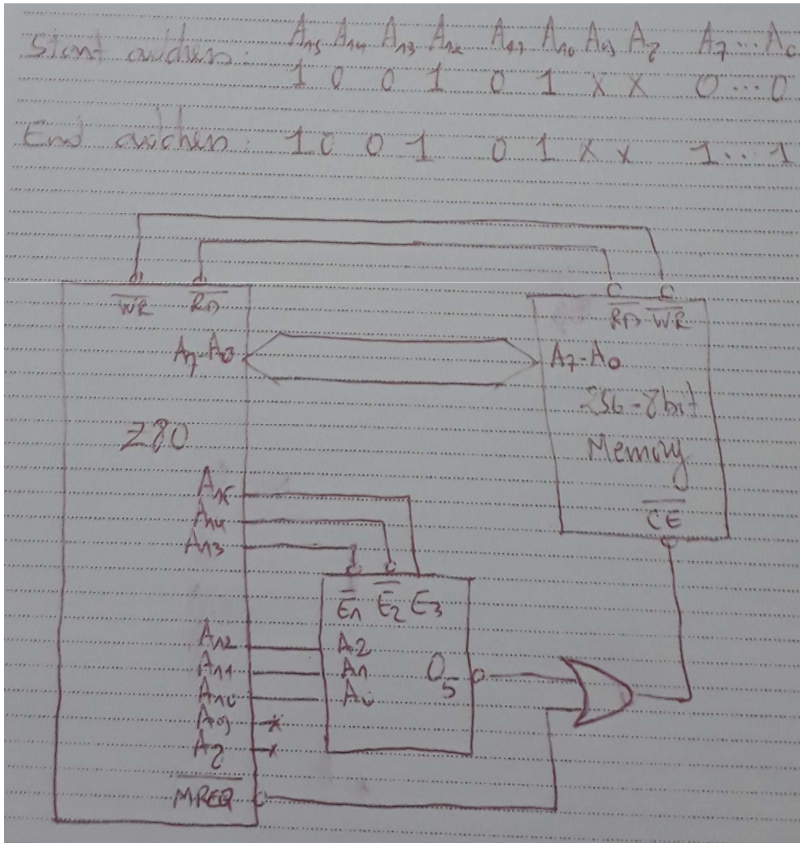 A15 A14 A13 A12 A11 A10 A9 A8 A7...A0
Start address: 1 0 0 1 0 1 x x 0...0
End address: 1 0 0 1 0 1 x x 1...1
WR RD
RD WR
A7-A0
A7-A0
256-8bit
Z80
Memory
A15
CE
A14
A13
E1 E2 E3
A12 A2
A11 A1 O5
A10 A0
A9 x
A8 x
MREQ